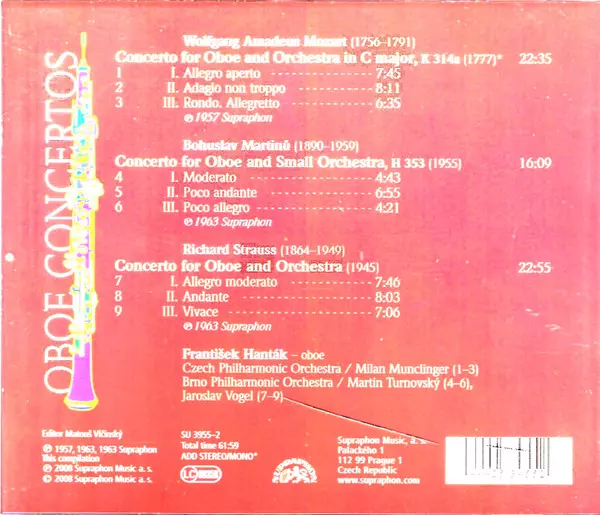 OBOE CONCERTOS
Wolfgang Amadeus Mozart (1756–1791)
Concerto for Oboe and Orchestra in C major, K 314a (1777)* 22:35
1 I. Allegro aperto 7:45
2 II. Adagio non troppo 8:11
3 III. Rondo. Allegretto 6:35
℗ 1957 Supraphon
Bohuslav Martinů (1890–1959)
Concerto for Oboe and Small Orchestra, H 353 (1955) 16:09
4 I. Moderato 4:43
5 II. Poco andante 6:55
6 III. Poco allegro 4:21
℗ 1963 Supraphon
Richard Strauss (1864–1949)
Concerto for Oboe and Orchestra (1945) 22:55
7 I. Allegro moderato 7:46
8 II. Andante 8:03
9 III. Vivace 7:06
℗ 1963 Supraphon
František Hanták – oboe
Czech Philharmonic Orchestra / Milan Munclinger (1–3)
Brno Philharmonic Orchestra / Martin Turnovský (4–6),
Jaroslav Vogel (7–9)
Editor Matouš Vlčinský
℗ 1957, 1963, 1963 Supraphon
This compilation
℗ 2008 Supraphon Music a. s.
© 2008 Supraphon Music a. s.
SU 3955–2
Total time 61:59
ADD STEREO/MONO*
LC
SUPRAPHON
Supraphon Music, a. s.
Palackého 1
112 99 Prague 1
Czech Republic
www.supraphon.com